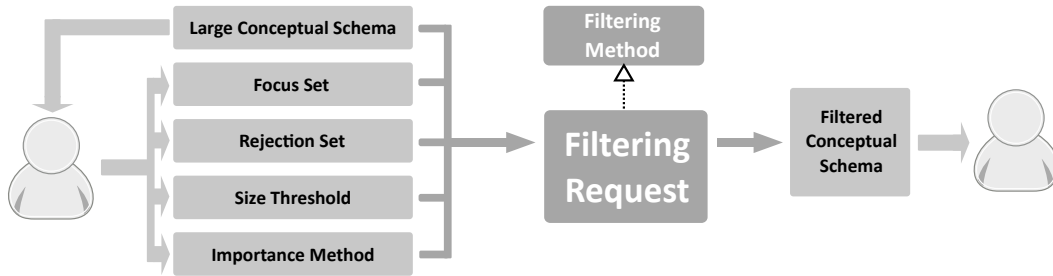 Large Conceptual Schema
Focus Set
Rejection Set
Size Threshold
Importance Method
Filtering
Method
Filtering
Request
Filtered
Conceptual
Schema